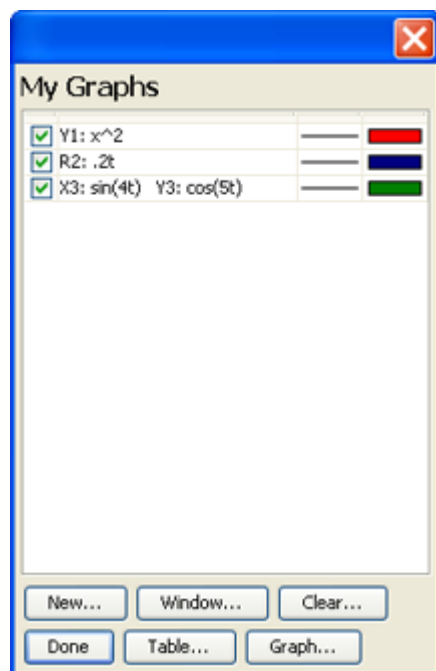 My Graphs
Y1: x^2
R2: .2t
X3: sin(4t) Y3: cos(5t)
New... Window... Clear...
Done Table... Graph...